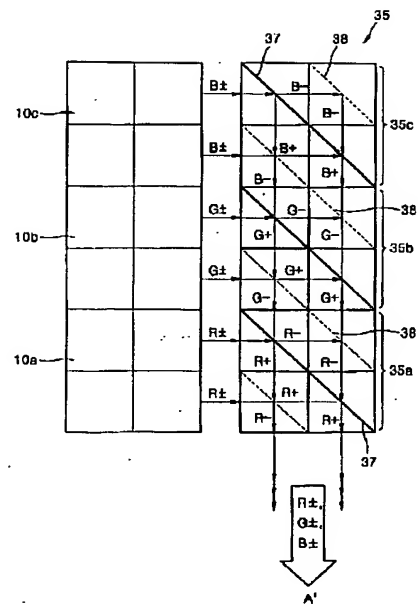 35
37
38
B±
B−
10c
B−
35c
B±
B+
B−
B+
G±
G−
38
10b
G+
G−
35b
G±
G+
G−
G+
R±
R−
38
10a
R+
R−
35a
R±
R+
R−
R+
37
R±,
G±,
B±
A'